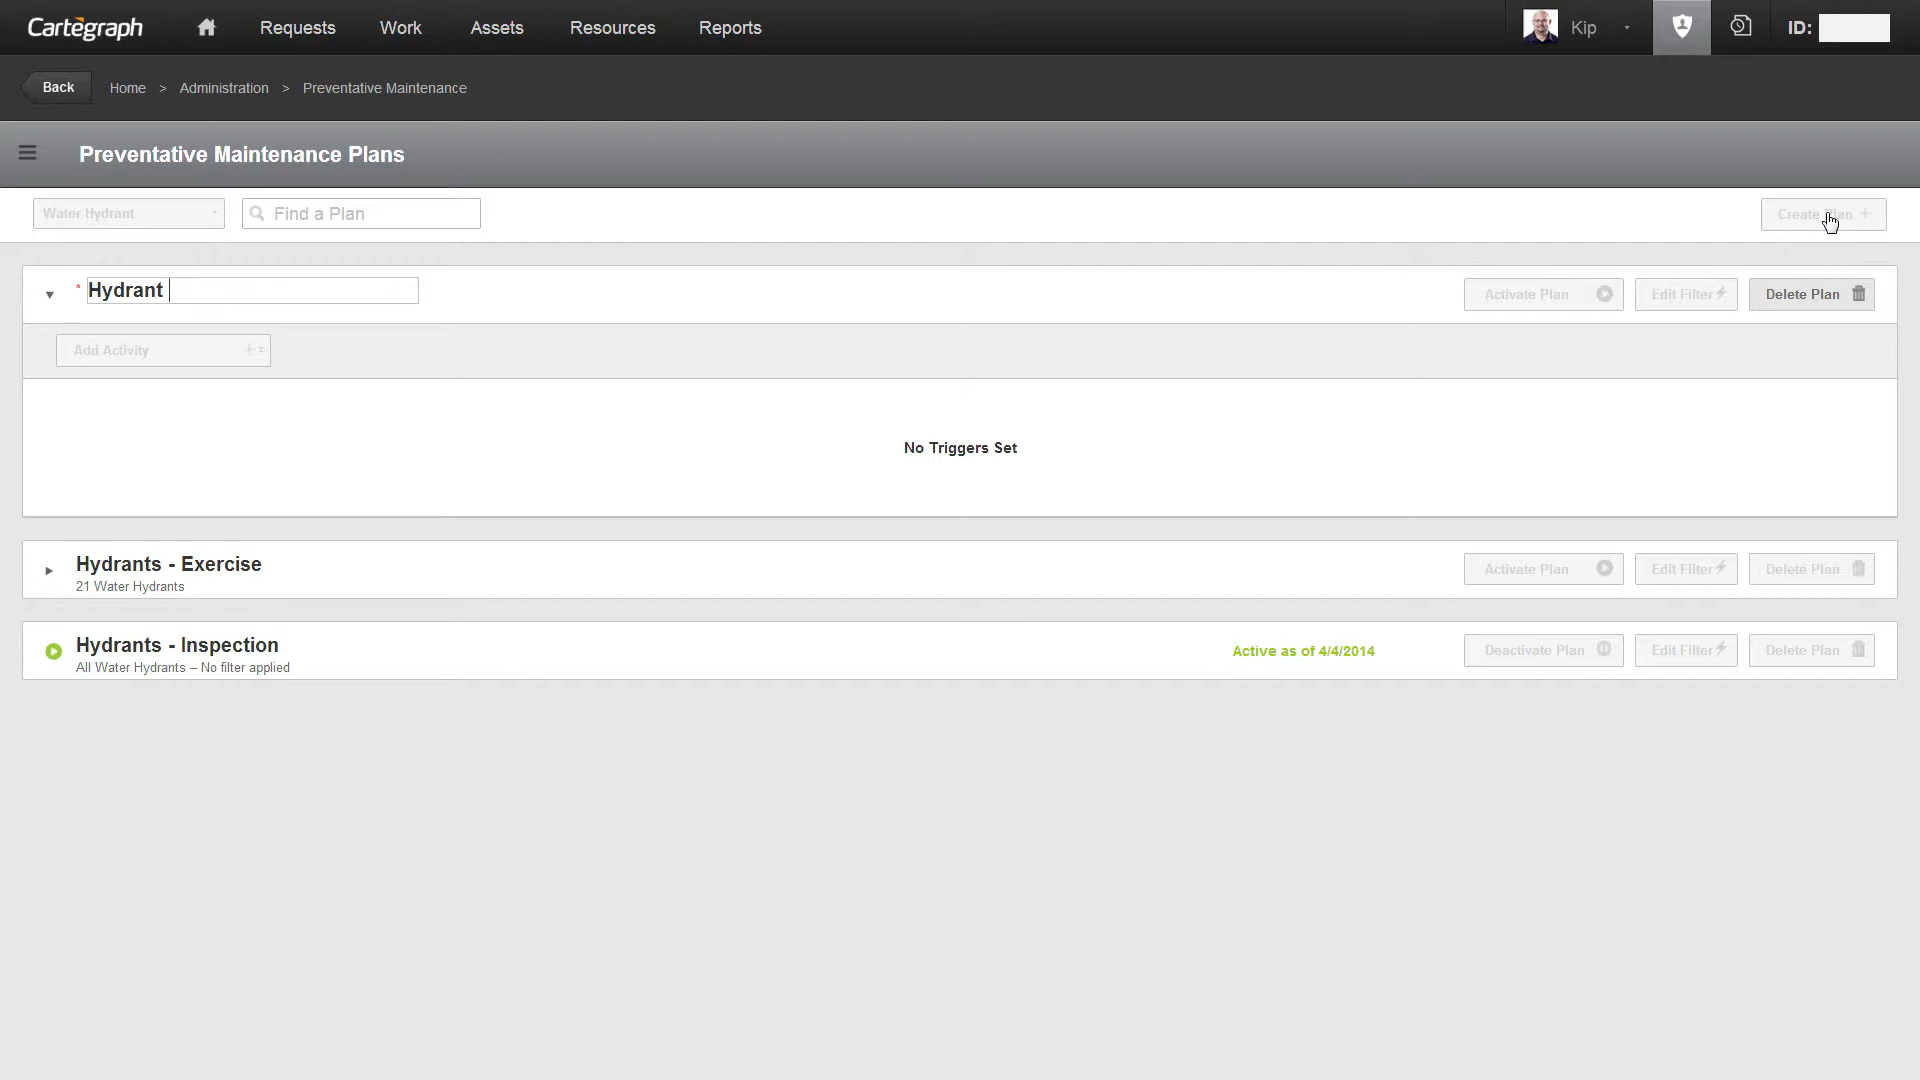 Cartêgraph
Requests
Work
Assets
Resources
Reports
Kip
ID:
Back
Home > Administration > Preventative Maintenance
Preventative Maintenance Plans
Water Hydrant
Find a Plan
Create Plan +
* Hydrant
Activate Plan
Edit Filter
Delete Plan
Add Activity
No Triggers Set
Hydrants - Exercise
21 Water Hydrants
Activate Plan
Edit Filter
Delete Plan
Hydrants - Inspection
All Water Hydrants – No filter applied
Active as of 4/4/2014
Deactivate Plan
Edit Filter
Delete Plan